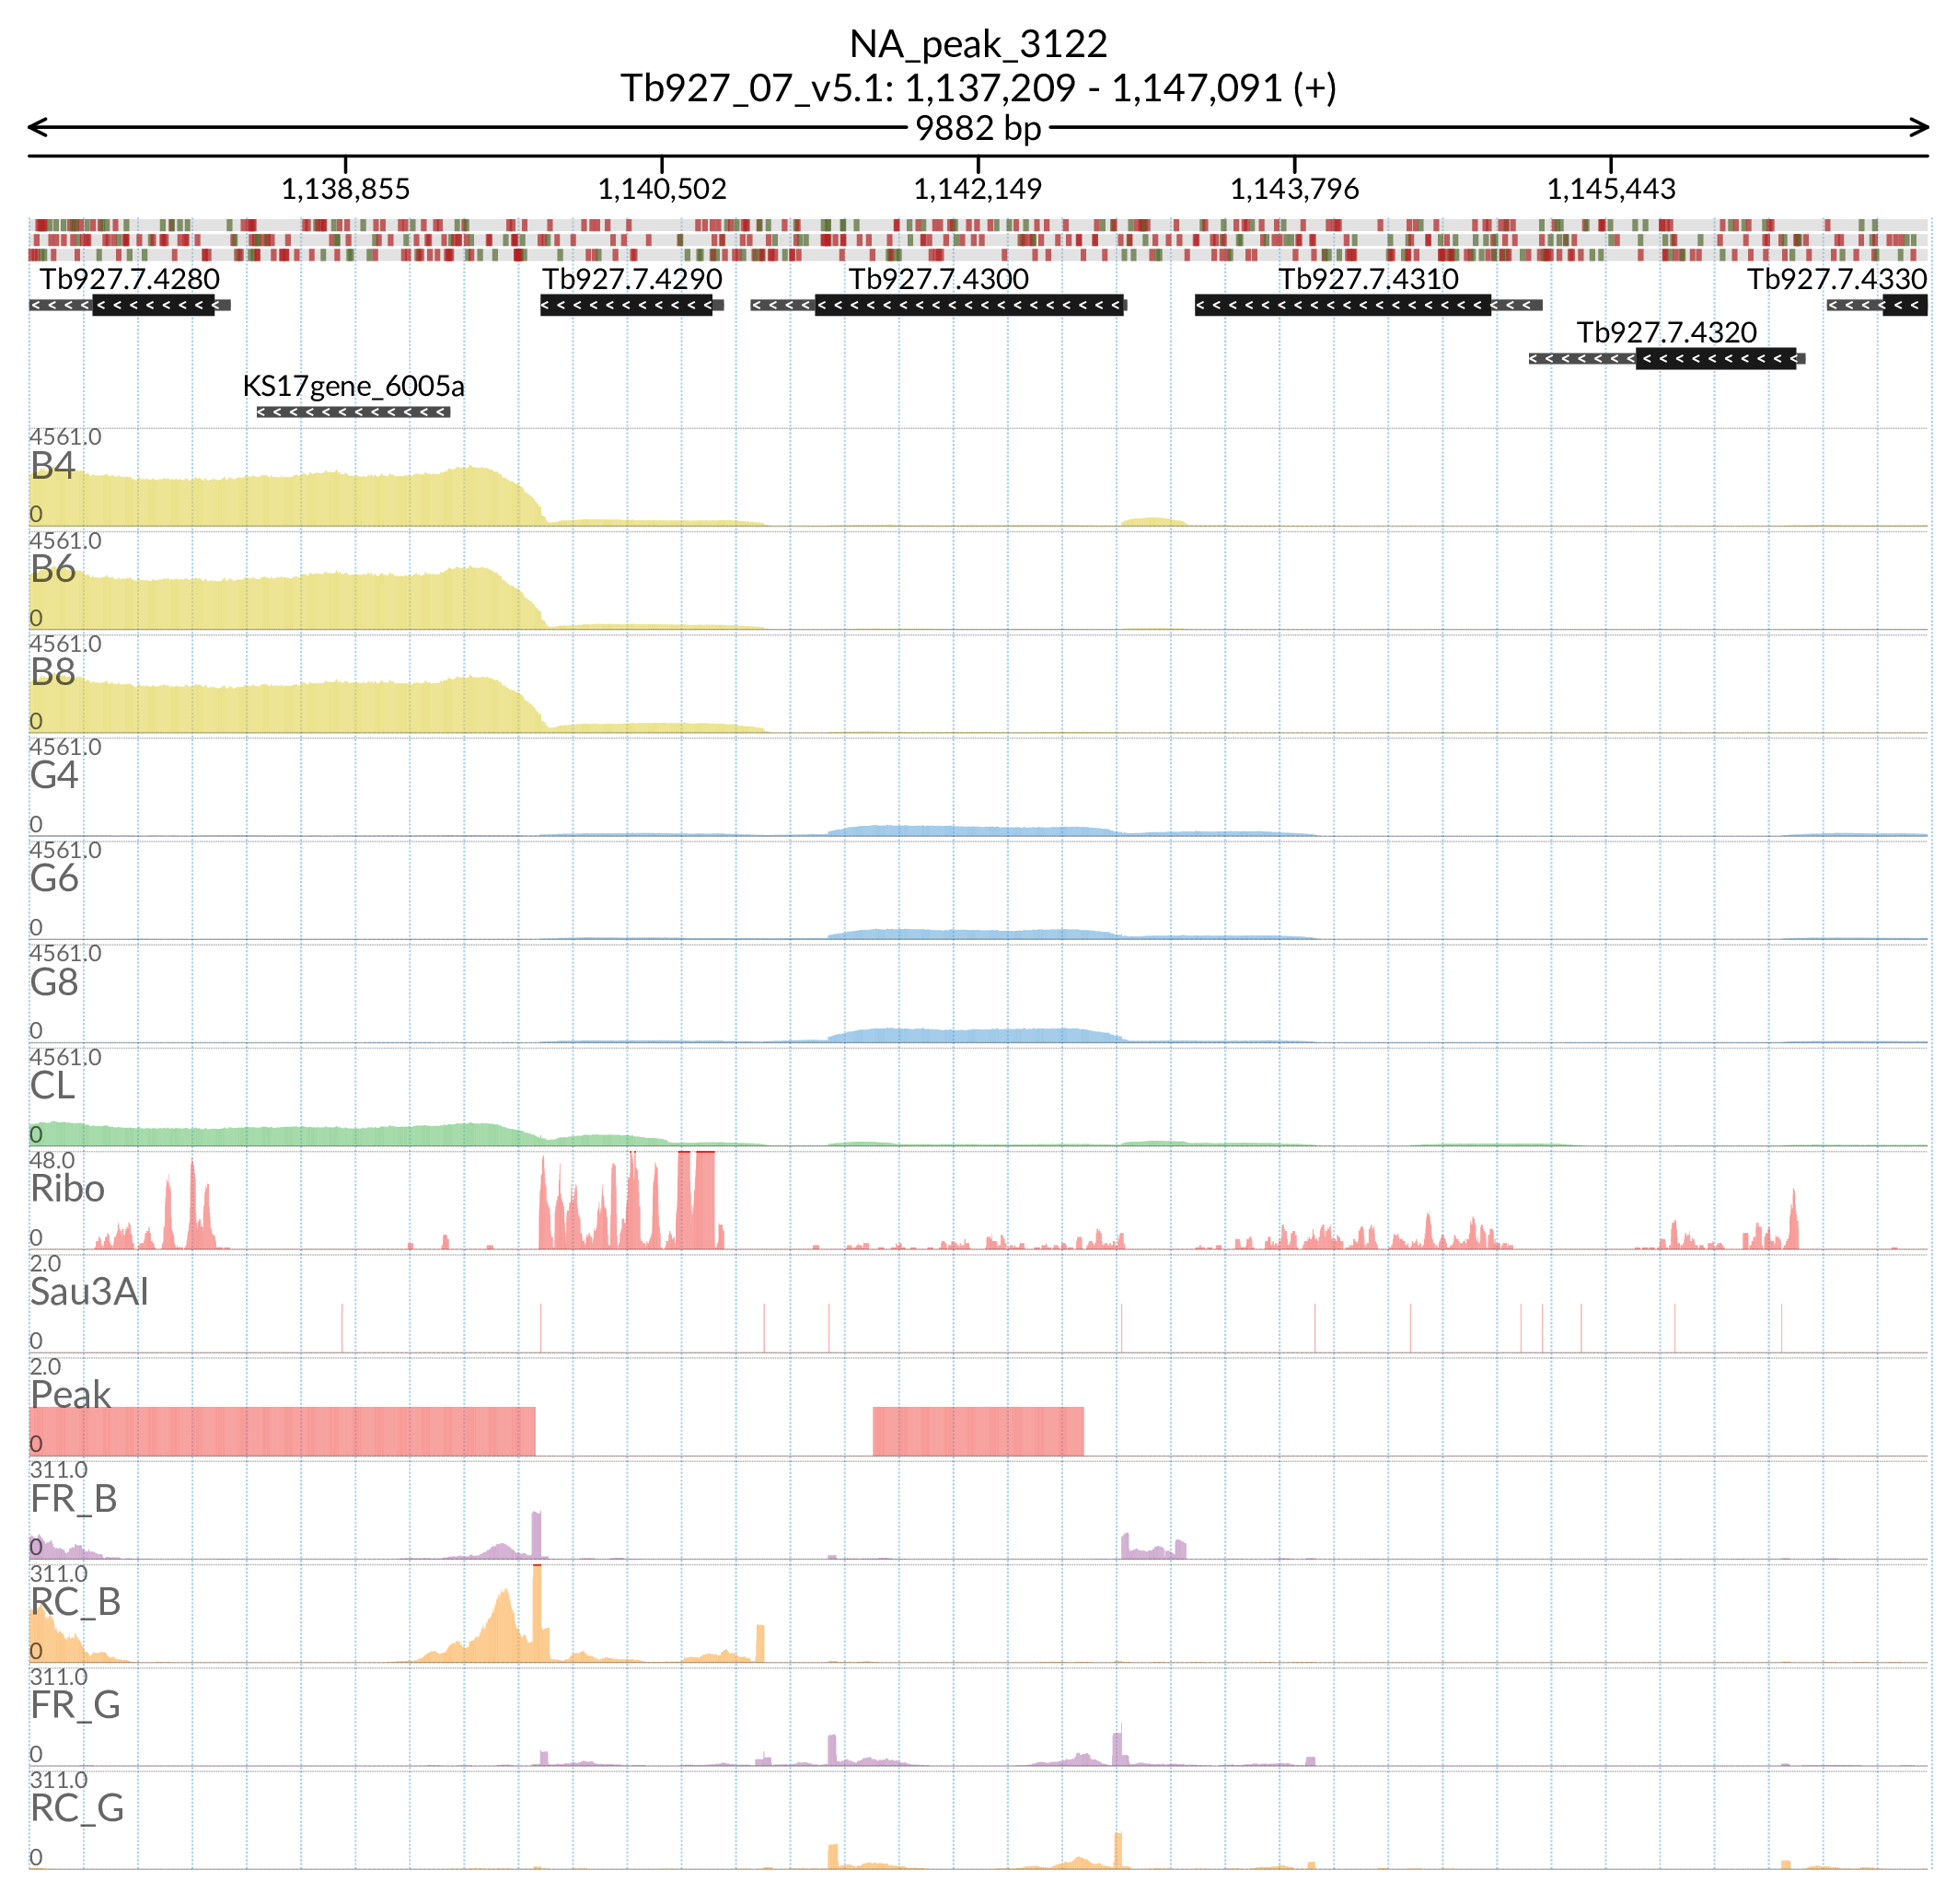 NA_peak_3122
Tb927_07_v5.1: 1,137,209 - 1,147,091 (+)
9882 bp
1,138,855 1,140,502 1,142,149 1,143,796 1,145,443
Tb927.7.4280 Tb927.7.4290 Tb927.7.4300 Tb927.7.4310 Tb927.7.4330
Tb927.7.4320
KS17gene_6005a
4561.0
B4
0
4561.0
B6
0
4561.0
B8
0
4561.0
G4
0
4561.0
G6
0
4561.0
G8
0
4561.0
CL
0
48.0
Ribo
0
2.0
Sau3AI
0
2.0
Peak
0
311.0
FR_B
0
311.0
RC_B
0
311.0
FR_G
0
311.0
RC_G
0